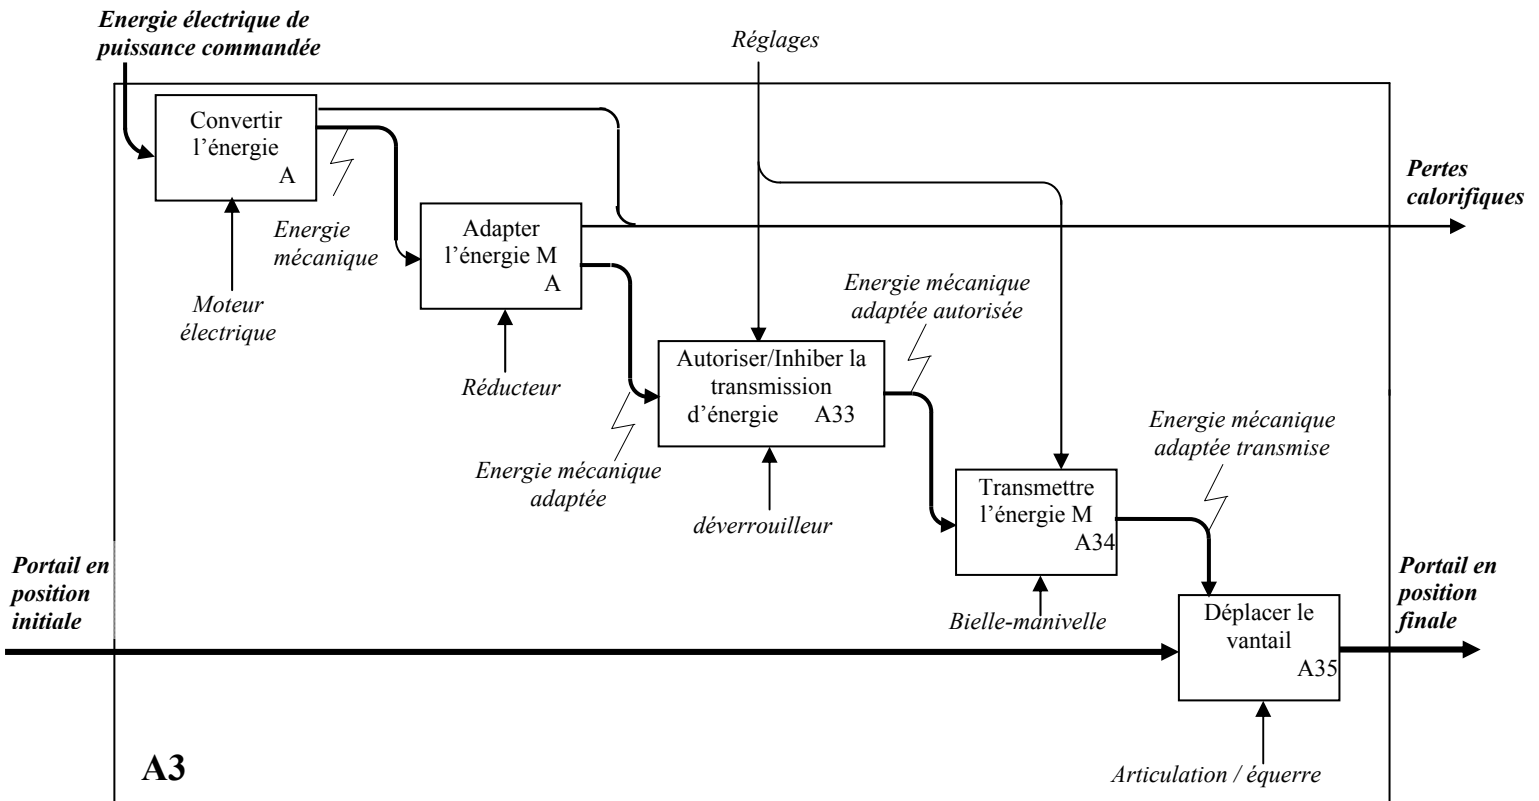 Energie électrique de
puissance commandée
Réglages
Convertir
l’énergie
A
Pertes
calorifiques
Energie
mécanique
Adapter
l’énergie M
A
Moteur
électrique
Energie mécanique
adaptée autorisée
Réducteur
Autoriser/Inhiber la
transmission
d’énergie A33
Energie mécanique
adaptée
Energie mécanique
adaptée transmise
déverrouilleur
Transmettre
l’énergie M
A34
Portail en
position
initiale
Bielle-manivelle
Portail en
position
finale
Déplacer le
vantail
A35
A3
Articulation / équerre